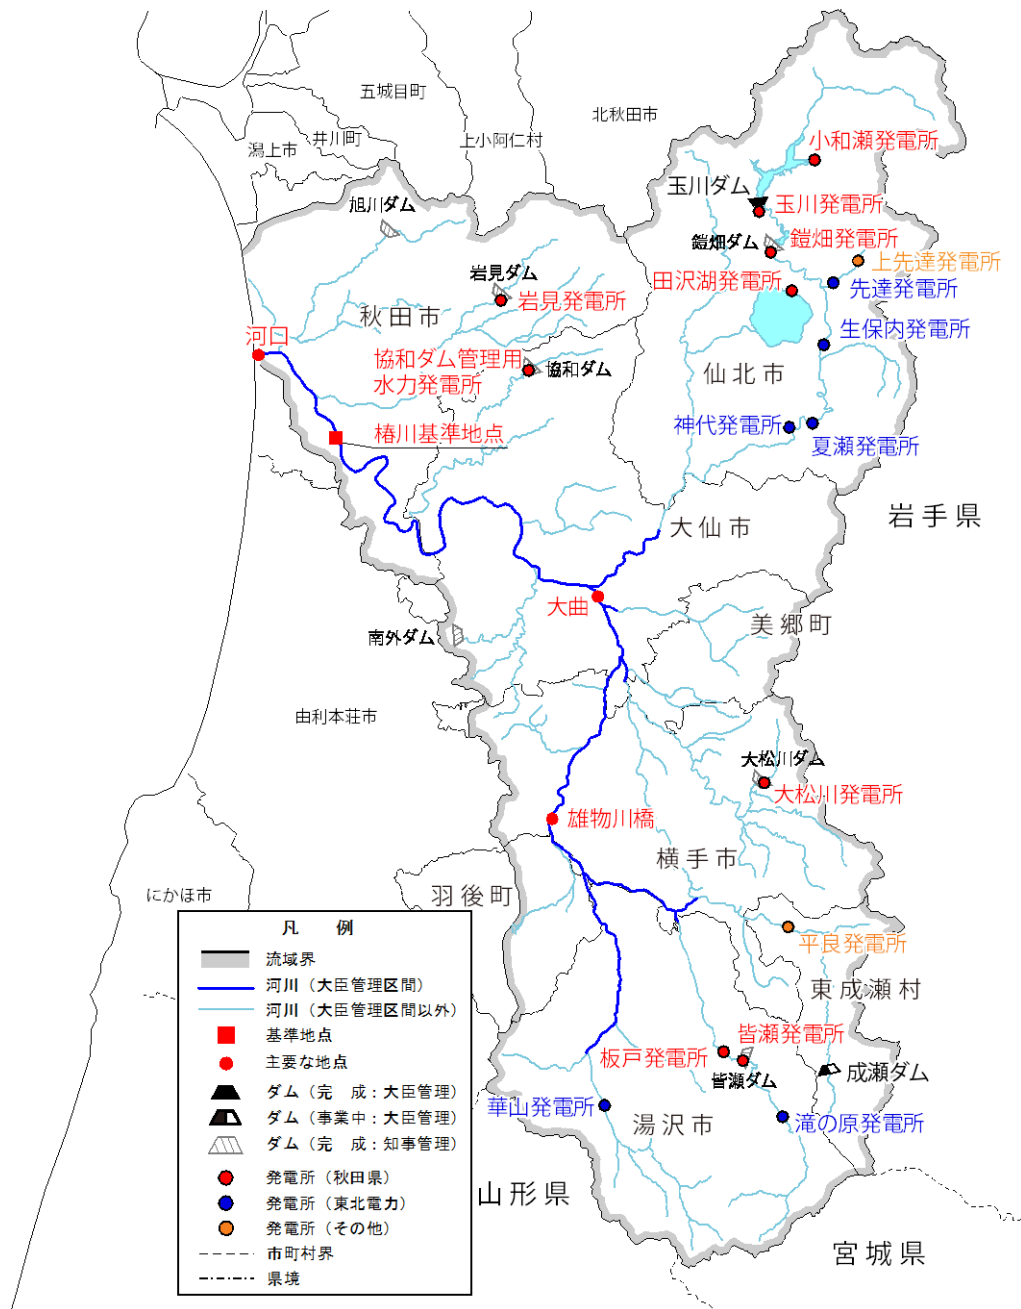 五城目町
北秋田市
井川町
上小阿仁村
潟上市
小和瀬発電所
玉川ダム
玉川発電所
旭川ダム
鎧畑ダム
鎧畑発電所
上先達発電所
岩見ダム
田沢湖発電所
先達発電所
岩見発電所
秋田市
河口
生保内発電所
協和ダム管理用
水力発電所
協和ダム
仙北市
椿川基準地点
神代発電所
夏瀬発電所
岩手県
大仙市
大曲
美郷町
南外ダム
由利本荘市
大松川ダム
大松川発電所
雄物川橋
横手市
羽後町
にかほ市
平良発電所
東成瀬村
皆瀬発電所
板戸発電所
皆瀬ダム
成瀬ダム
華山発電所
湯沢市
滝の原発電所
山形県
宮城県
凡 例
流域界
河川（大臣管理区間）
河川（大臣管理区間以外）
基準地点
主要な地点
ダム（完 成：大臣管理）
ダム（事業中：大臣管理）
ダム（完 成：知事管理）
発電所（秋田県）
発電所（東北電力）
発電所（その他）
市町村界
県境